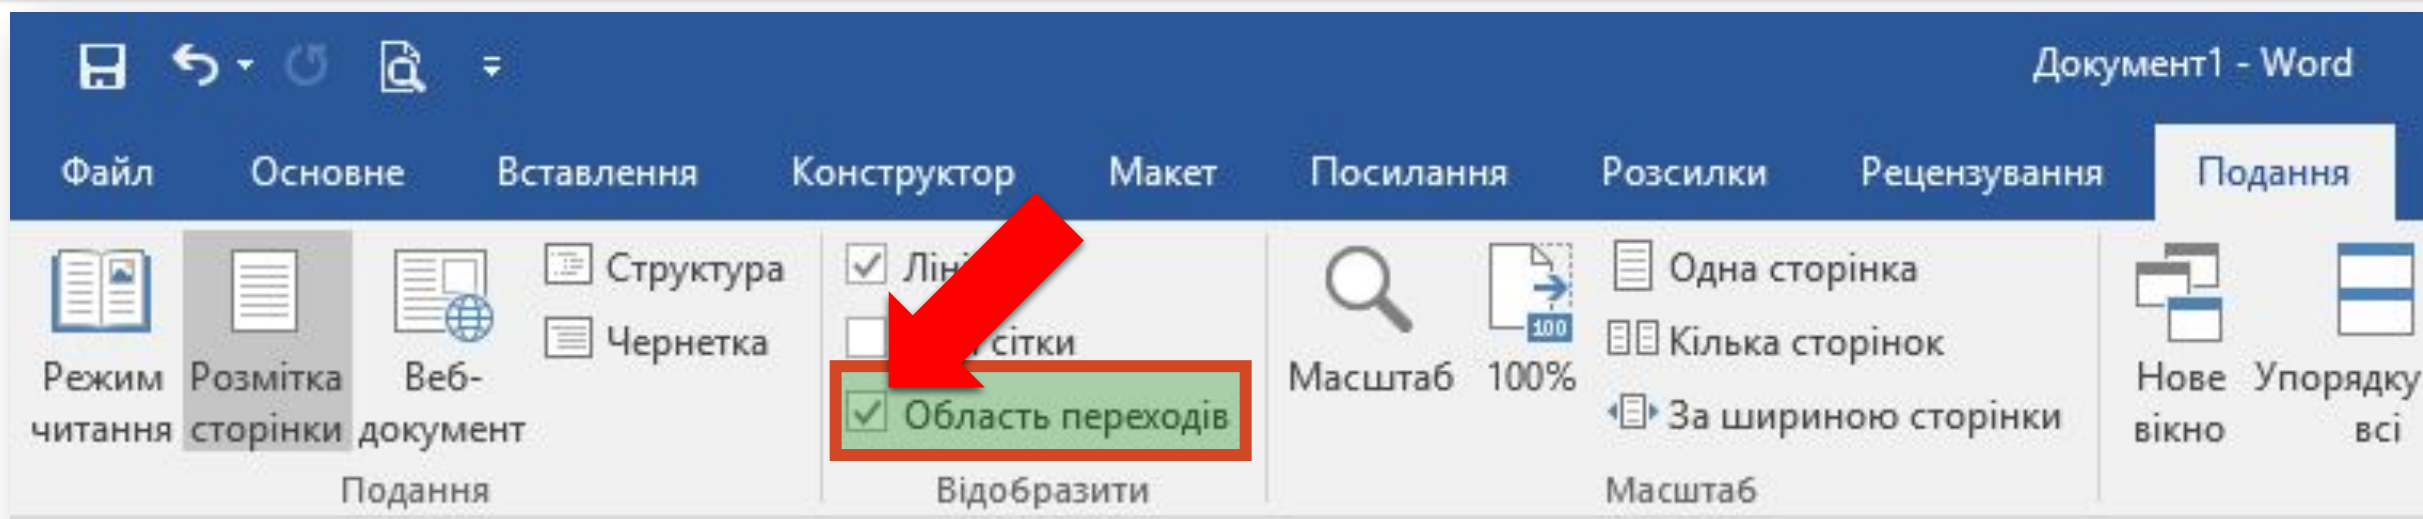 Документ1 - Word
Файл Основне Вставлення Конструктор Макет Посилання Розсилки Рецензування Подання
Режим читання
Розмітка сторінки
Веб-документ
Структура
Чернетка
Подання
сітки
Область переходів
Відобразити
Масштаб
100
100%
Одна сторінка
Кілька сторінок
За шириною сторінки
Масштаб
Нове вікно
всі